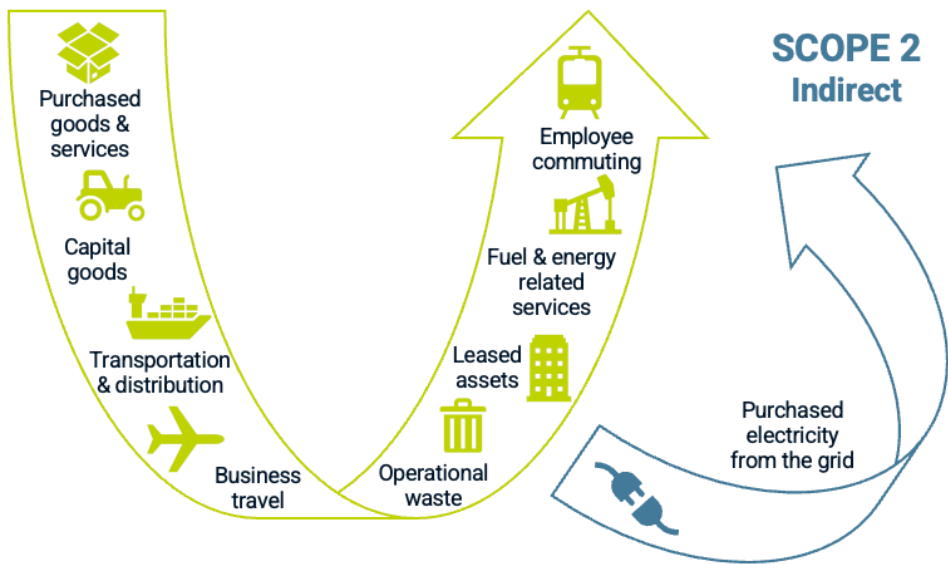 Purchased
goods &
services
Capital
goods
Transportation
& distribution
Business
travel
Operational
waste
Leased
assets
Fuel & energy
related
services
Employee
commuting
SCOPE 2
Indirect
Purchased
electricity
from the grid